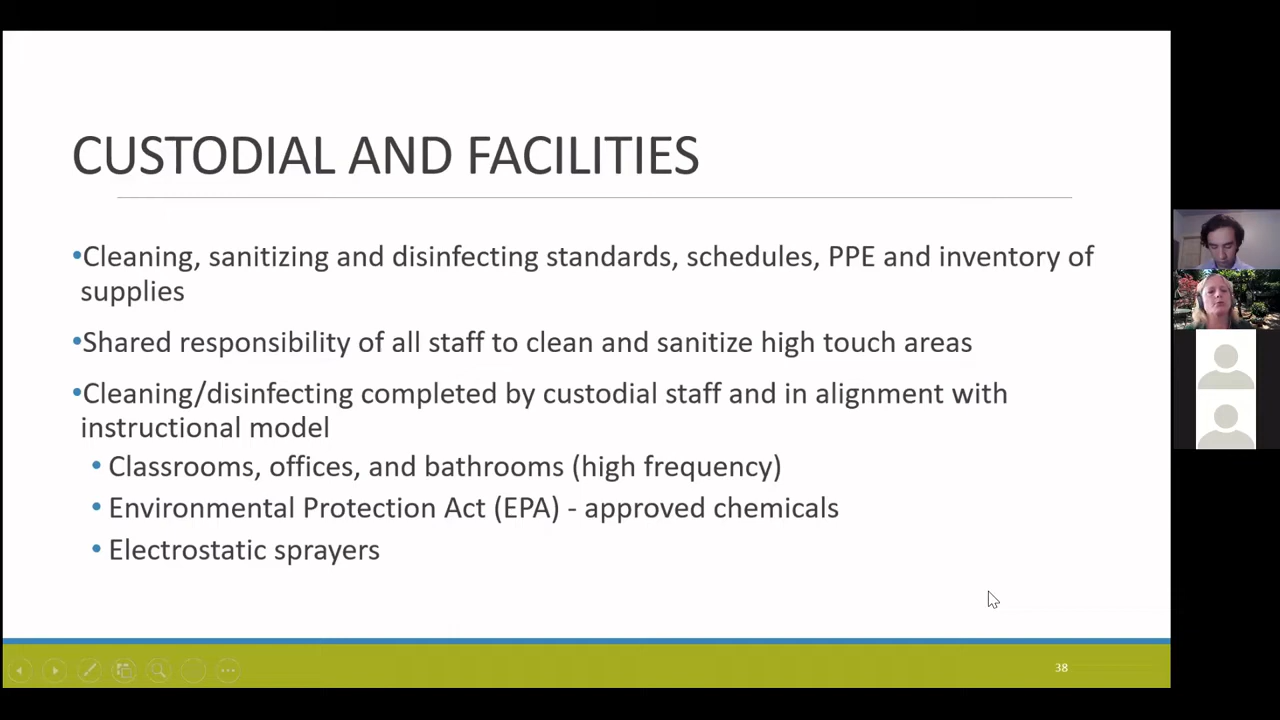 CUSTODIAL AND FACILITIES
•Cleaning, sanitizing and disinfecting standards, schedules, PPE and inventory of
supplies
•Shared responsibility of all staff to clean and sanitize high touch areas
•Cleaning/disinfecting completed by custodial staff and in alignment with
instructional model
• Classrooms, offices, and bathrooms (high frequency)
• Environmental Protection Act (EPA) - approved chemicals
• Electrostatic sprayers
38